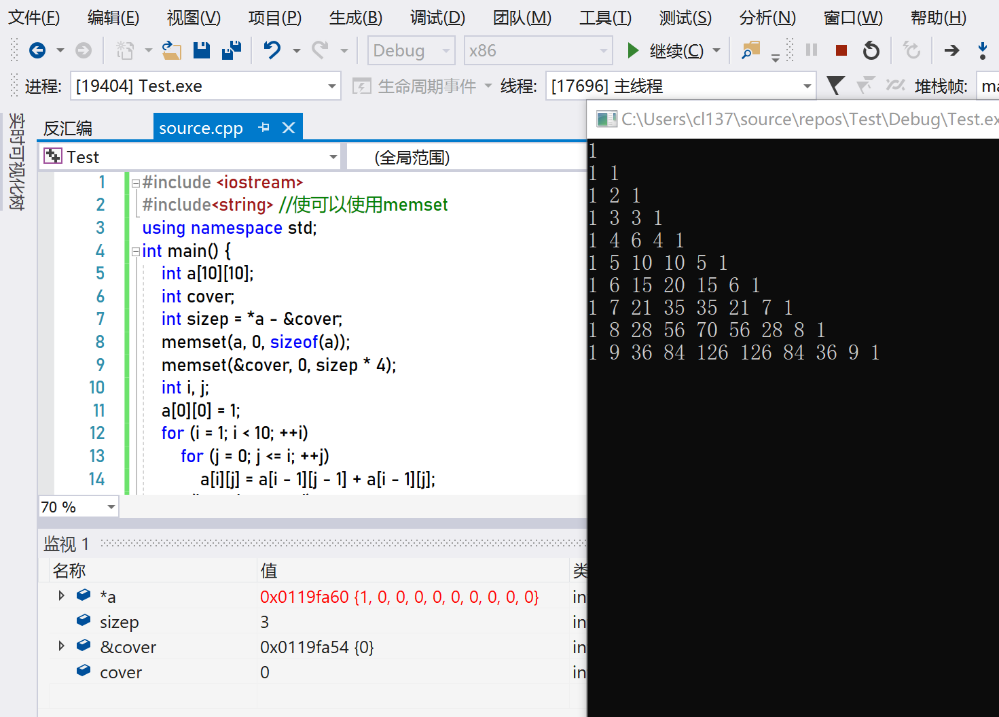 文件(F) 编辑(E) 视图(V) 项目(P) 生成(B) 调试(D) 团队(M) 工具(T) 测试(S) 分析(N) 窗口(W) 帮助(H)
Debug x86 继续(C)
进程: [19404] Test.exe 生命周期事件 线程: [17696] 主线程 堆栈帧:
实时可视化树
反汇编 source.cpp
Test (全局范围)
1 #include <iostream>
2 #include<string> //使可以使用memset
3 using namespace std;
4 int main() {
5 int a[10][10];
6 int cover;
7 int sizep = *a - &cover;
8 memset(a, 0, sizeof(a));
9 memset(&cover, 0, sizep * 4);
10 int i, j;
11 a[0][0] = 1;
12 for (i = 1; i < 10; ++i)
13 for (j = 0; j <= i; ++j)
14 a[i][j] = a[i - 1][j - 1] + a[i - 1][j];
70 %
监视 1
名称 值 类
*a 0x0119fa60 {1, 0, 0, 0, 0, 0, 0, 0, 0, 0} in
sizep 3 in
&cover 0x0119fa54 {0} in
cover 0 in
C:\Users\cl137\source\repos\Test\Debug\Test.ex
1
1 1
1 2 1
1 3 3 1
1 4 6 4 1
1 5 10 10 5 1
1 6 15 20 15 6 1
1 7 21 35 35 21 7 1
1 8 28 56 70 56 28 8 1
1 9 36 84 126 126 84 36 9 1